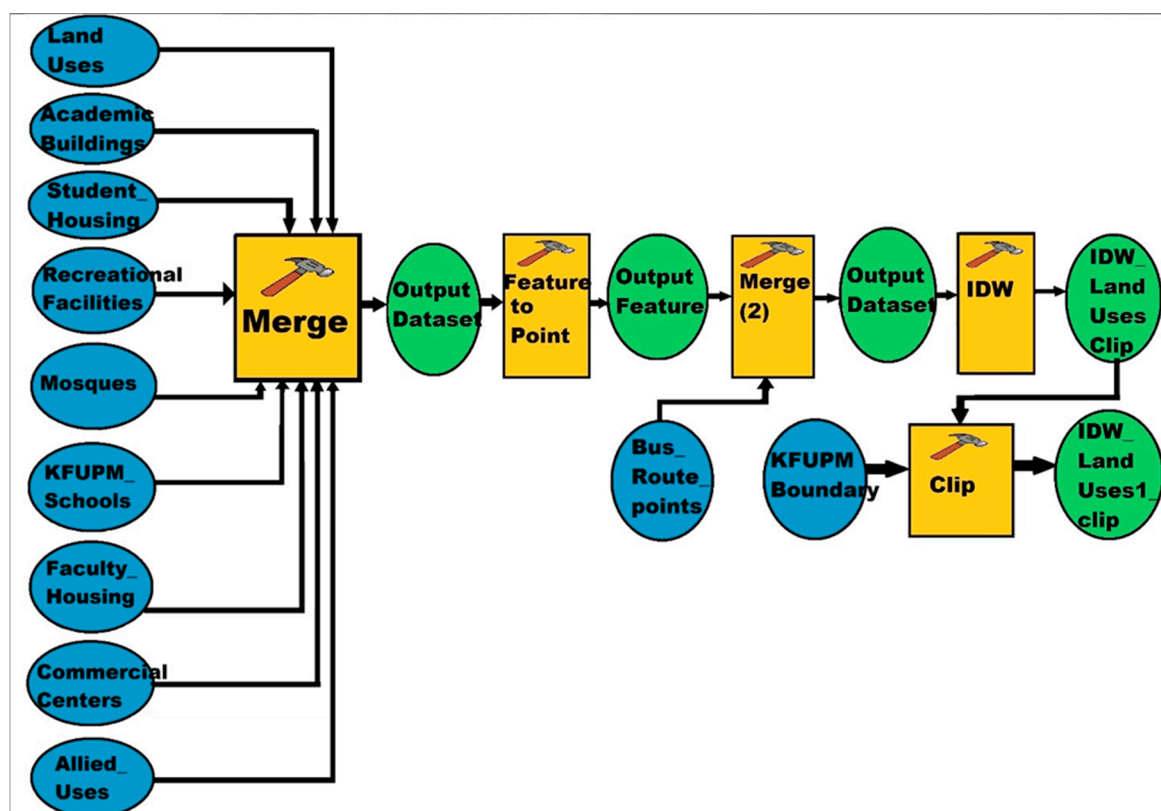 Land
Uses
Academic
Buildings
Student_
Housing
Recreational
Facilities
Mosques
KFUPM_
Schools
Faculty_
Housing
Commercial
Centers
Allied_
Uses
Merge
Output
Dataset
Feature
to
Point
Output
Feature
Merge
(2)
Output
Dataset
IDW
IDW_
Land
Uses
Clip
Bus_
Route_
points
KFUPM
Boundary
Clip
IDW_
Land
Uses1_
clip